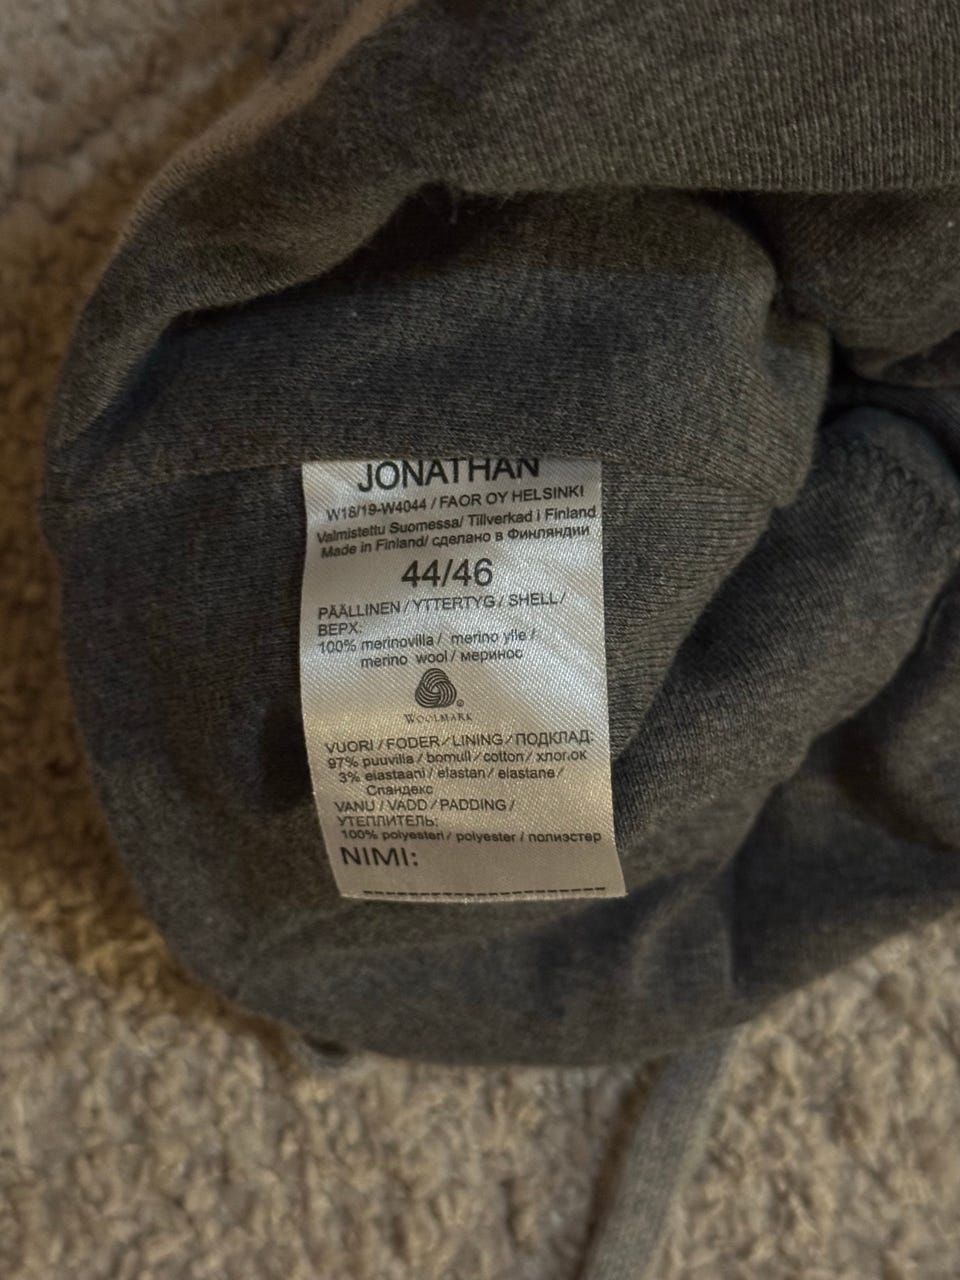 JONATHAN
W18/19-W4044 / FAOR OY HELSINKI
Valmistettu Suomessa/ Tillverkad i Finland
Made in Finland/ сделано в Финляндии
44/46
PÄÄLLINEN / YTTERTYG / SHELL /
ВЕРХ:
100% merinovilla / merino ylle /
merino wool / меринос
WOOLMARK
VUORI / FODER / LINING / ПОДКЛАД:
97% puuvilla / bomull / cotton / хлопок
3% elastaani / elastan / elastane /
Спандекс
VANU / VADD / PADDING /
УТЕПЛИТЕЛЬ:
100% polyesteri / polyester / полиэстер
NIMI: